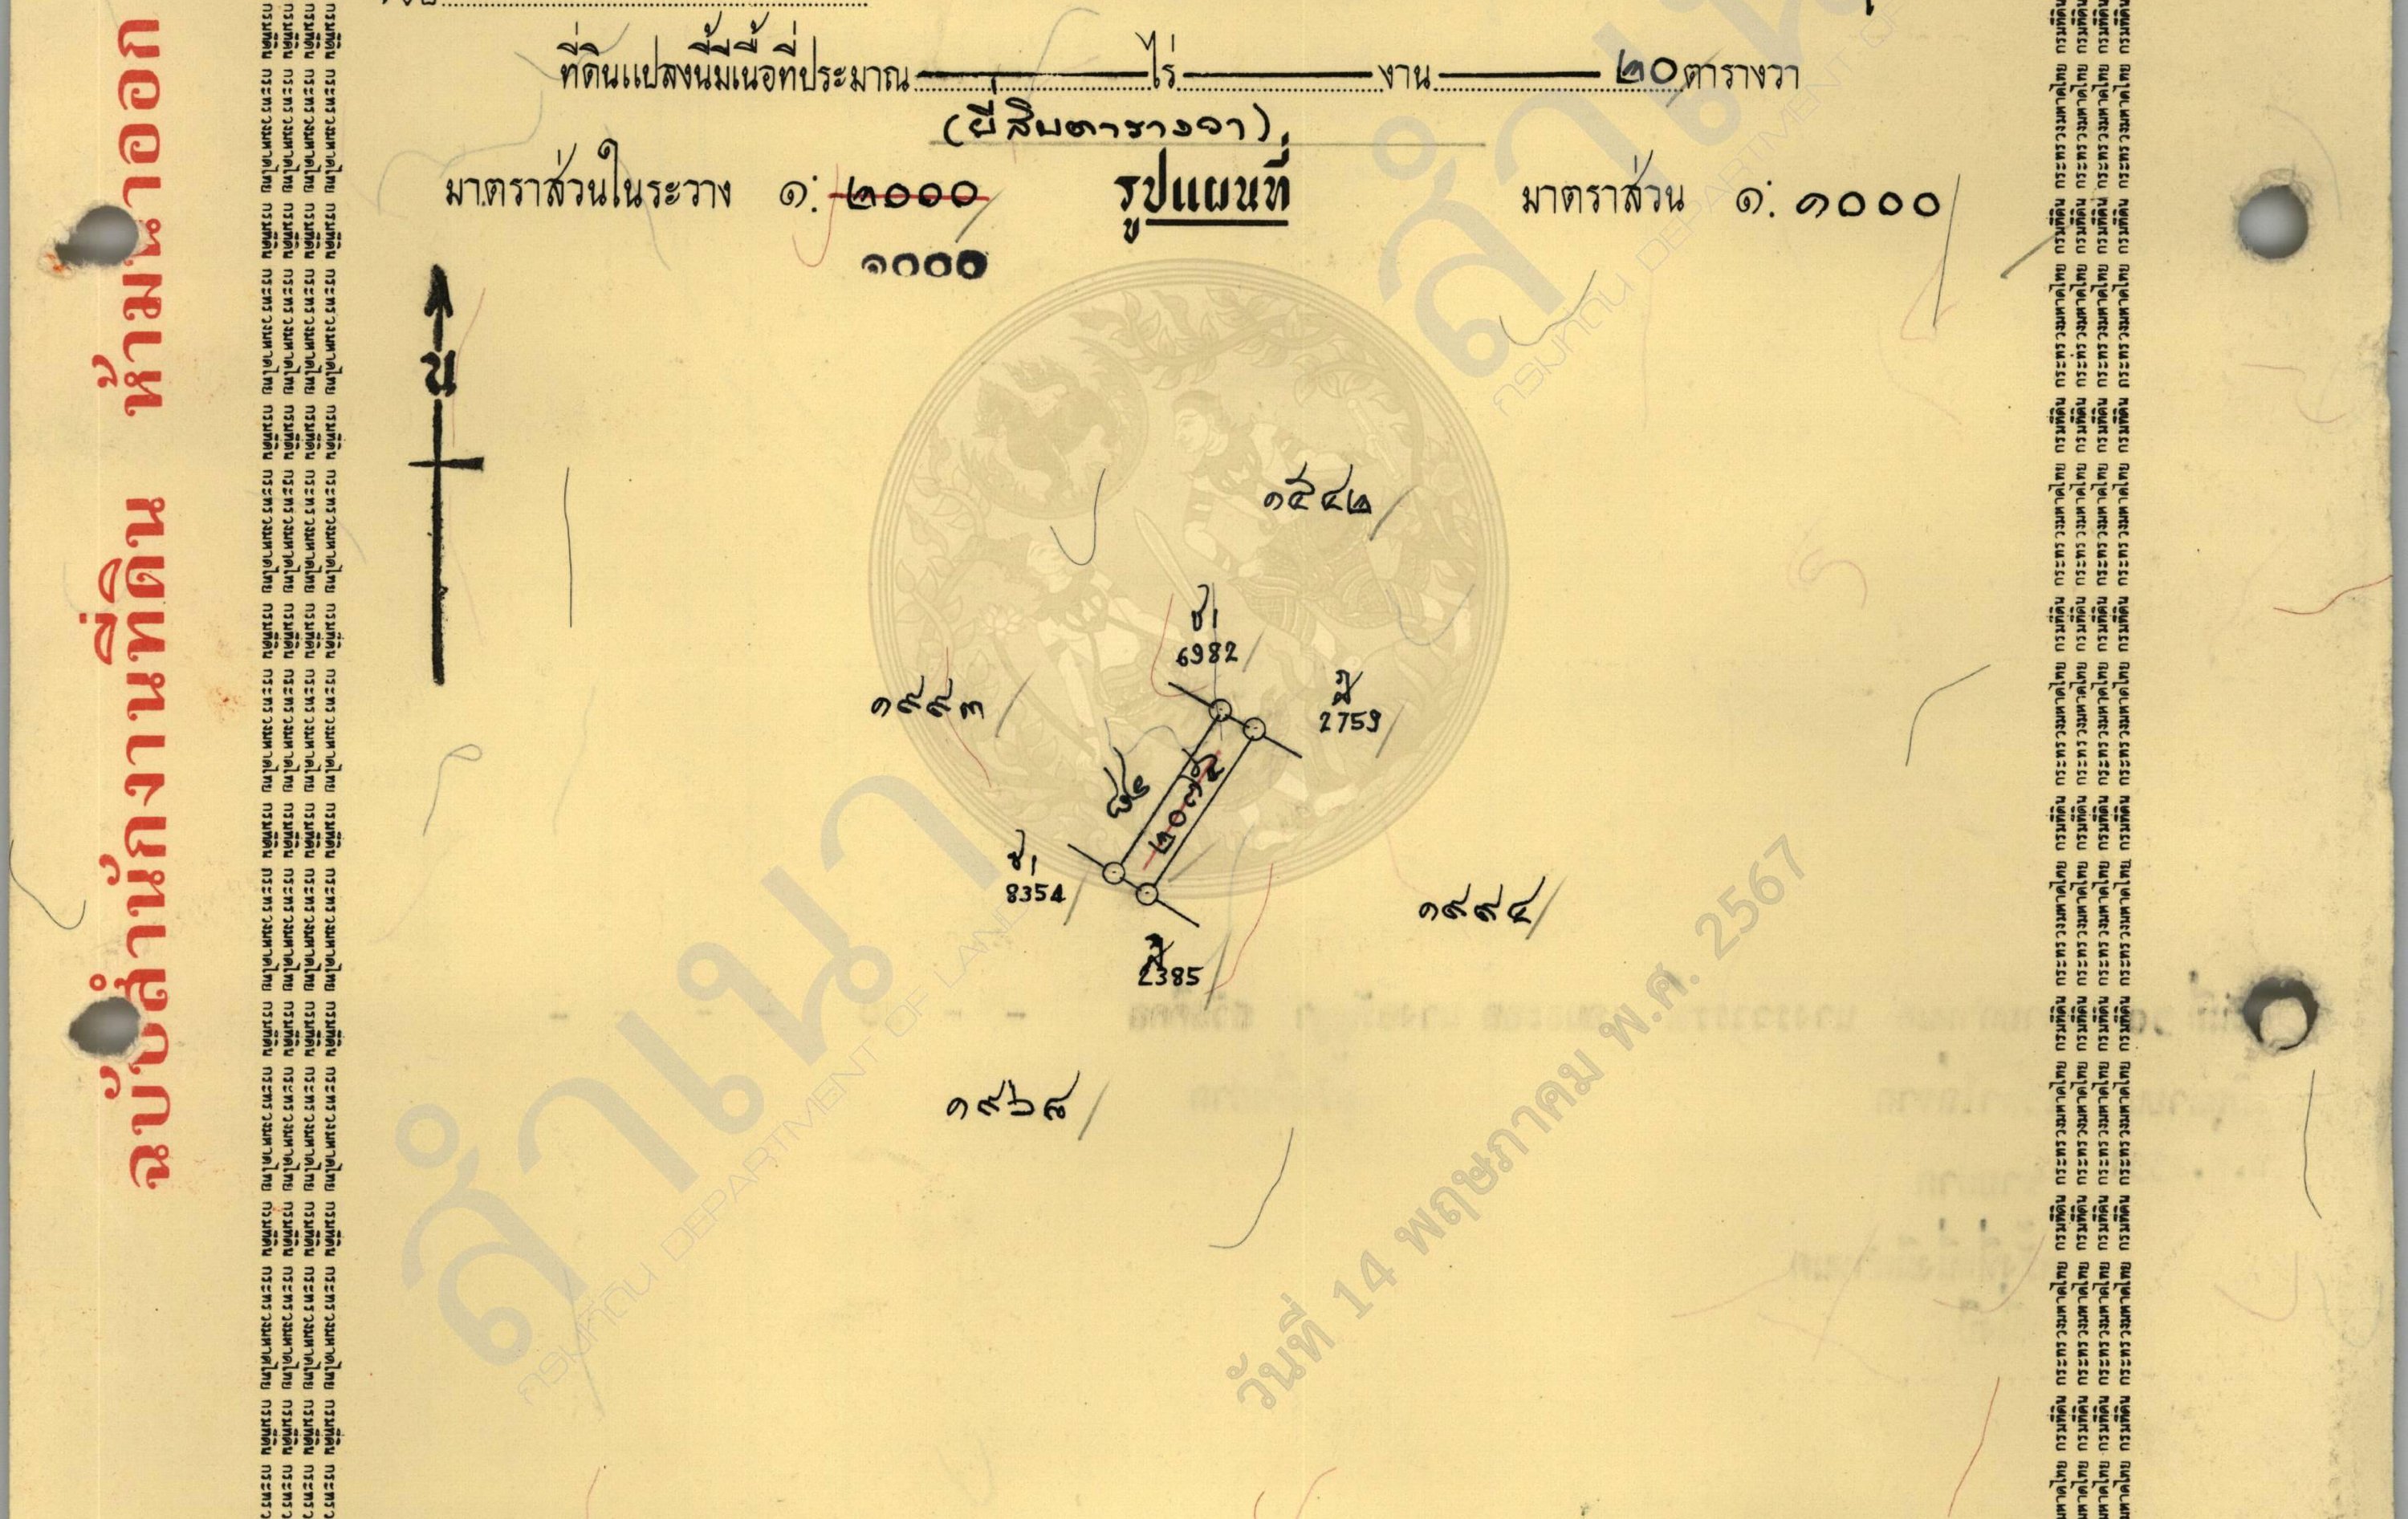 ที่ดินแปลงนี้มีเนื้อที่ประมาณ ไร่ งาน ๒๐ ตารางวา
(ยี่สิบตารางวา)
มาตราส่วนในระวาง ๑: ๒๐๐๐ รูปแผนที่ มาตราส่วน ๑: ๑๐๐๐
๑๐๐๐
น
๑๕๔๒
ช๑
6982
๑๙๙๓
2759
๒๐๗๕
ช๑
8354
๑๙๙๔
2385
๑๙๖๘
ฉบับสำนักงานที่ดิน ห้ามนำออก
สำเนา
กรมที่ดิน DEPARTMENT OF LANDS
วันที่ 14 พฤษภาคม พ.ศ. 2567
กรมที่ดิน กระทรวงมหาดไทย